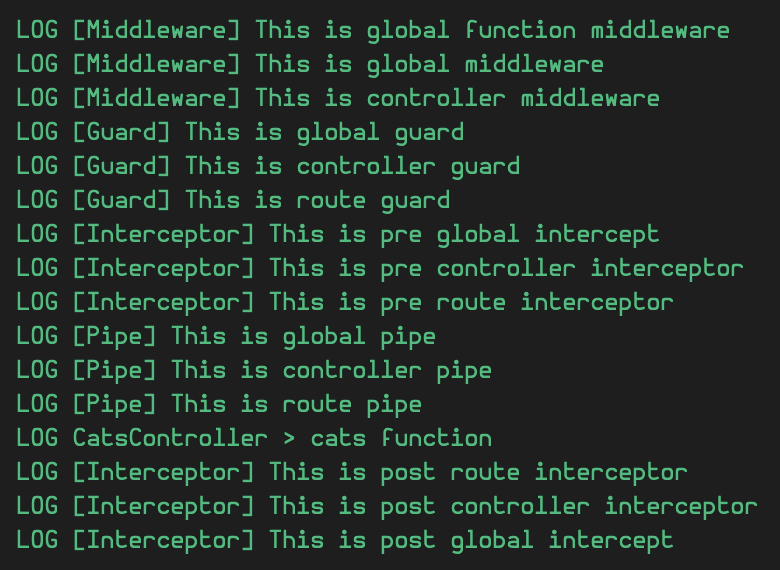 LOG [Middleware] This is global function middleware
LOG [Middleware] This is global middleware
LOG [Middleware] This is controller middleware
LOG [Guard] This is global guard
LOG [Guard] This is controller guard
LOG [Guard] This is route guard
LOG [Interceptor] This is pre global intercept
LOG [Interceptor] This is pre controller interceptor
LOG [Interceptor] This is pre route interceptor
LOG [Pipe] This is global pipe
LOG [Pipe] This is controller pipe
LOG [Pipe] This is route pipe
LOG CatsController > cats function
LOG [Interceptor] This is post route interceptor
LOG [Interceptor] This is post controller interceptor
LOG [Interceptor] This is post global intercept